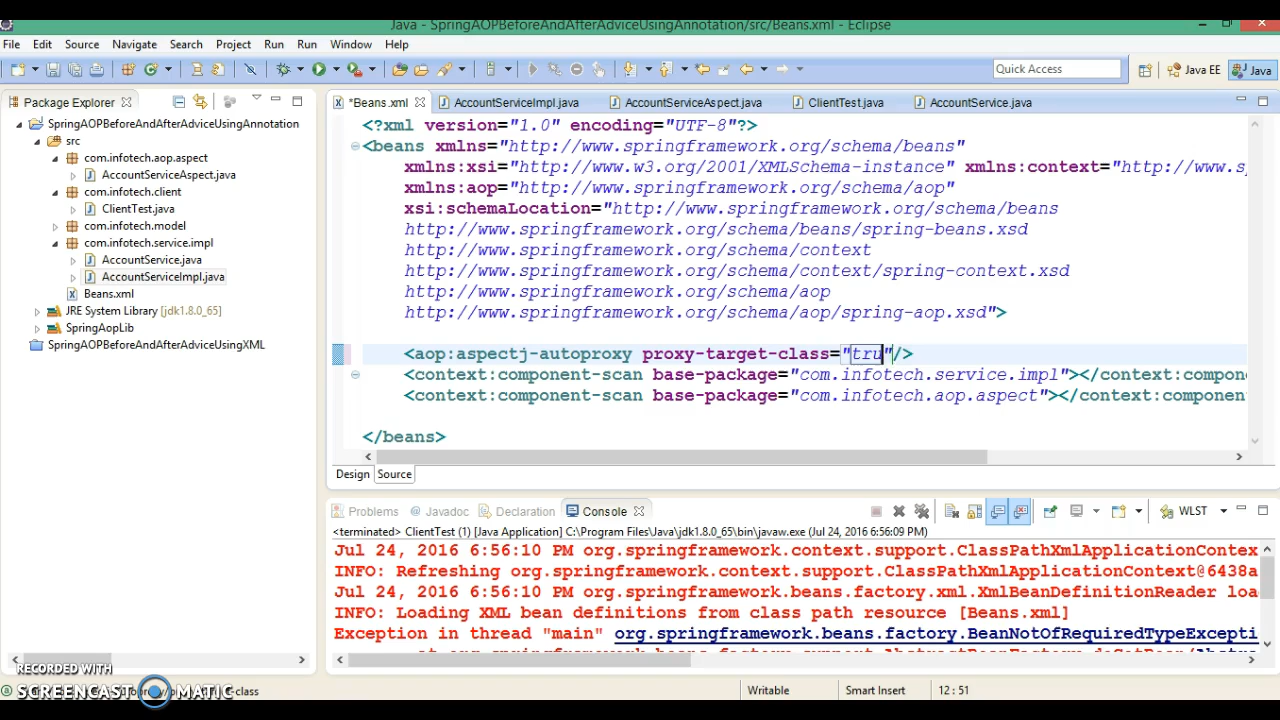 Java - SpringAOPBeforeAndAfterAdviceUsingAnnotation/src/Beans.xml - Eclipse
File Edit Source Navigate Search Project Run Run Window Help
Quick Access Java EE Java
Package Explorer
*Beans.xml AccountServiceImpl.java AccountServiceAspect.java ClientTest.java AccountService.java
SpringAOPBeforeAndAfterAdviceUsingAnnotation
src
com.infotech.aop.aspect
AccountServiceAspect.java
com.infotech.client
ClientTest.java
com.infotech.model
com.infotech.service.impl
AccountService.java
AccountServiceImpl.java
Beans.xml
JRE System Library [jdk1.8.0_65]
SpringAopLib
SpringAOPBeforeAndAfterAdviceUsingXML
<?xml version="1.0" encoding="UTF-8"?>
<beans xmlns="http://www.springframework.org/schema/beans"
xmlns:xsi="http://www.w3.org/2001/XMLSchema-instance" xmlns:context="http://www.s
xmlns:aop="http://www.springframework.org/schema/aop"
xsi:schemaLocation="http://www.springframework.org/schema/beans
http://www.springframework.org/schema/beans/spring-beans.xsd
http://www.springframework.org/schema/context
http://www.springframework.org/schema/context/spring-context.xsd
http://www.springframework.org/schema/aop
http://www.springframework.org/schema/aop/spring-aop.xsd">
<aop:aspectj-autoproxy proxy-target-class="tru"/>
<context:component-scan base-package="com.infotech.service.impl"></context:compone
<context:component-scan base-package="com.infotech.aop.aspect"></context:component
</beans>
Design Source
Problems Javadoc Declaration Console WLST
<terminated> ClientTest (1) [Java Application] C:\Program Files\Java\jdk1.8.0_65\bin\javaw.exe (Jul 24, 2016 6:56:09 PM)
Jul 24, 2016 6:56:10 PM org.springframework.context.support.ClassPathXmlApplicationContex
INFO: Refreshing org.springframework.context.support.ClassPathXmlApplicationContext@6438a
Jul 24, 2016 6:56:10 PM org.springframework.beans.factory.xml.XmlBeanDefinitionReader loa
INFO: Loading XML bean definitions from class path resource [Beans.xml]
Exception in thread "main" org.springframework.beans.factory.BeanNotOfRequiredTypeExcepti
RECORDED WITH
SCREENCAST MATIC
-class
Writable Smart Insert 12 : 51